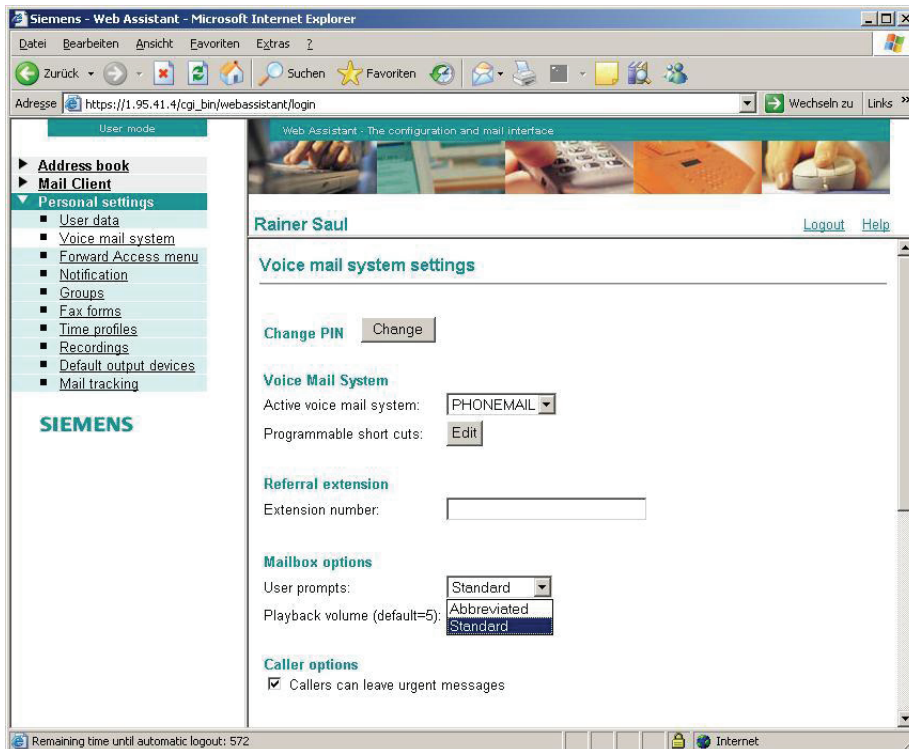 Siemens - Web Assistant - Microsoft Internet Explorer
Datei Bearbeiten Ansicht Favoriten Extras ?
Zurück Suchen Favoriten
Adresse https://1.95.41.4/cgi_bin/webassistant/login Wechseln zu Links »
User mode
Address book
Mail Client
Personal settings
User data
Voice mail system
Forward Access menu
Notification
Groups
Fax forms
Time profiles
Recordings
Default output devices
Mail tracking
SIEMENS
Web Assistant - The configuration and mail interface
Rainer Saul Logout Help
Voice mail system settings
Change PIN Change
Voice Mail System
Active voice mail system: PHONEMAIL
Programmable short cuts: Edit
Referral extension
Extension number:
Mailbox options
User prompts: Standard
Abbreviated
Playback volume (default=5): Standard
Caller options
Callers can leave urgent messages
Remaining time until automatic logout: 572 Internet